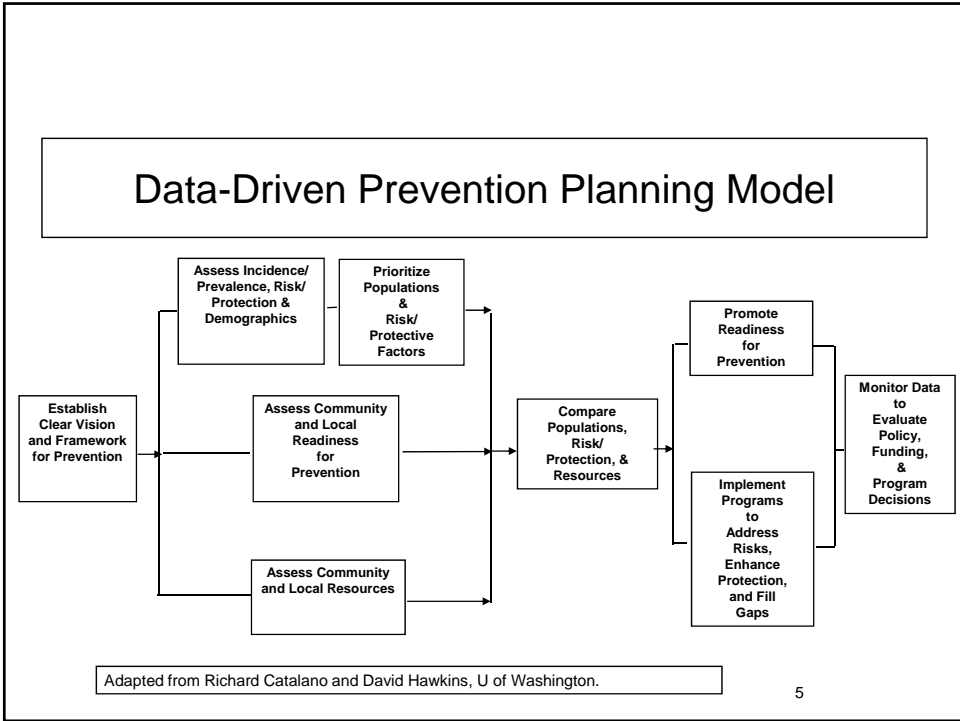 Data-Driven Prevention Planning Model
Assess Incidence/
Prevalence, Risk/
Protection &
Demographics
Prioritize
Populations
&
Risk/
Protective
Factors
Promote
Readiness
for
Prevention
Establish
Clear Vision
and Framework
for Prevention
Assess Community
and Local
Readiness
for
Prevention
Compare
Populations,
Risk/
Protection, &
Resources
Monitor Data
to
Evaluate
Policy,
Funding,
&
Program
Decisions
Implement
Programs
to
Address
Risks,
Enhance
Protection,
and Fill
Gaps
Assess Community
and Local Resources
Adapted from Richard Catalano and David Hawkins, U of Washington.
5